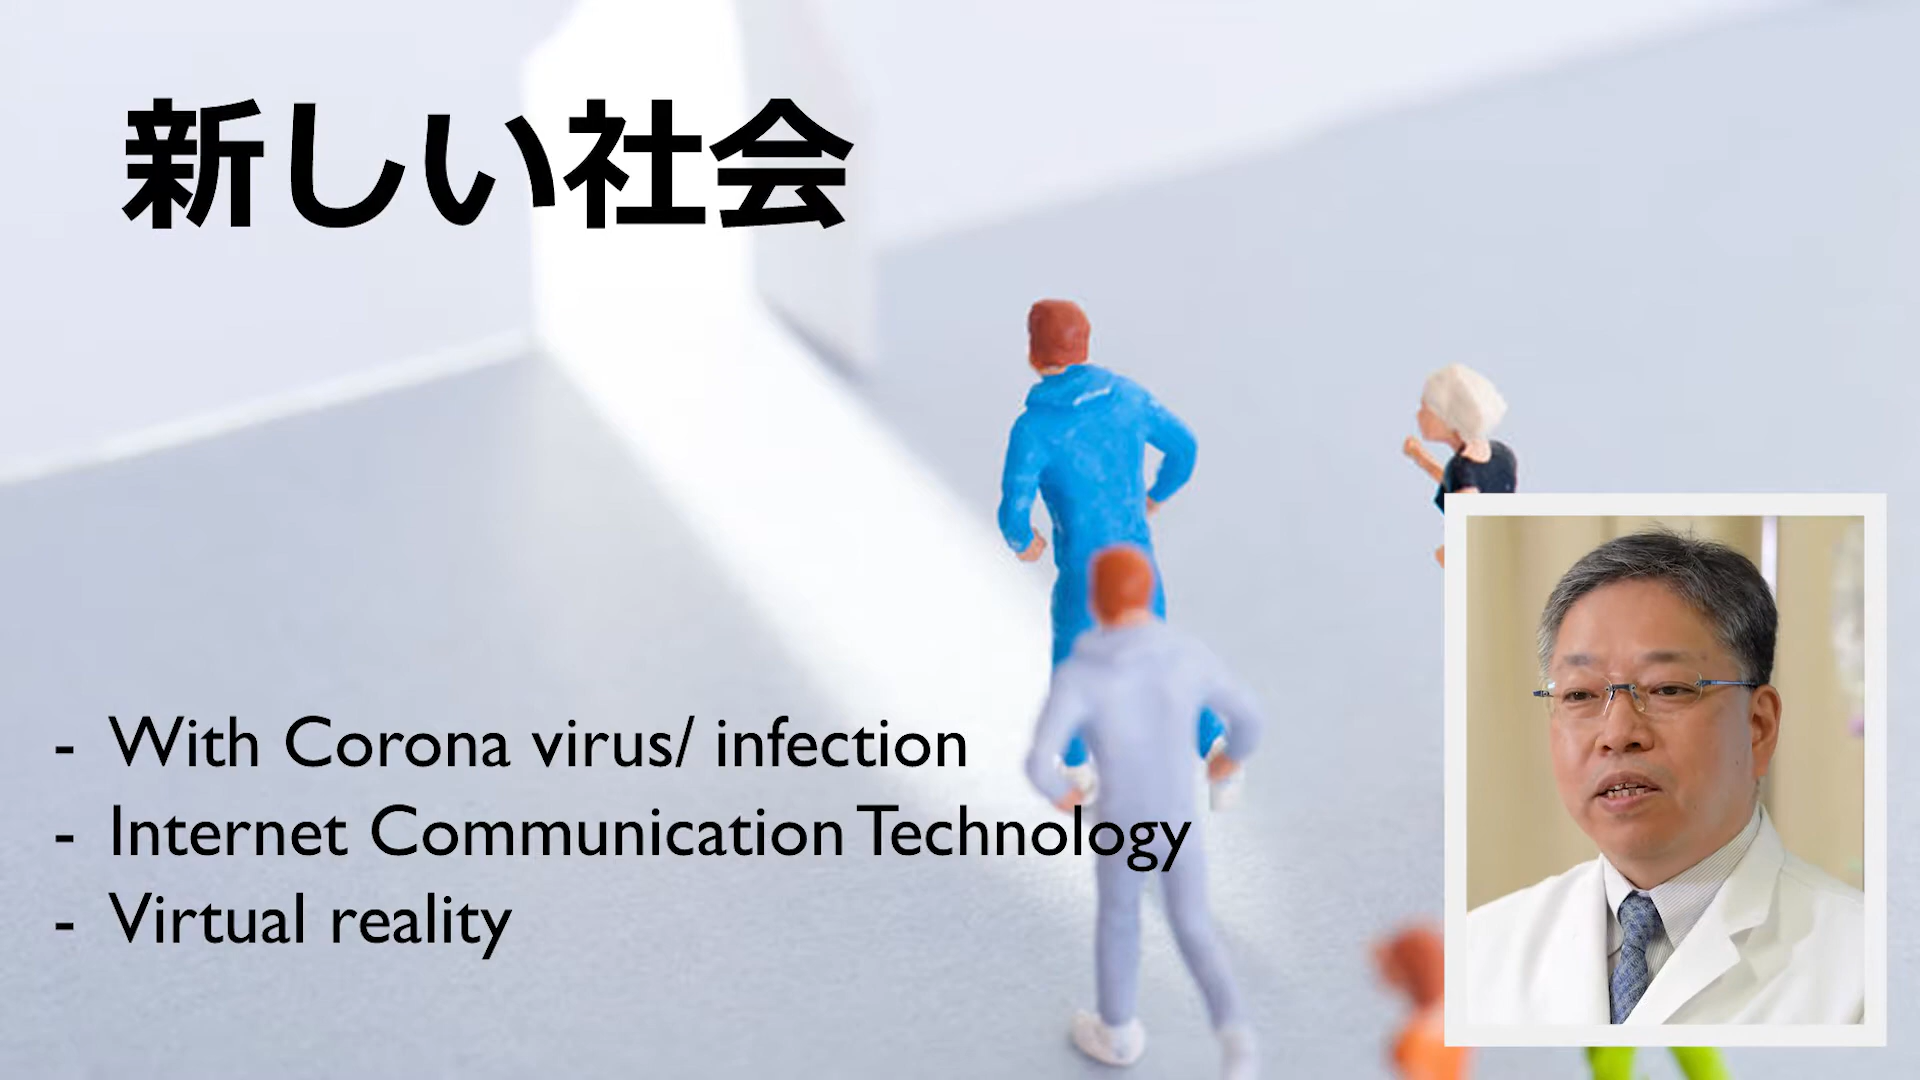 新しい社会
- With Corona virus/ infection
- Internet Communication Technology
- Virtual reality